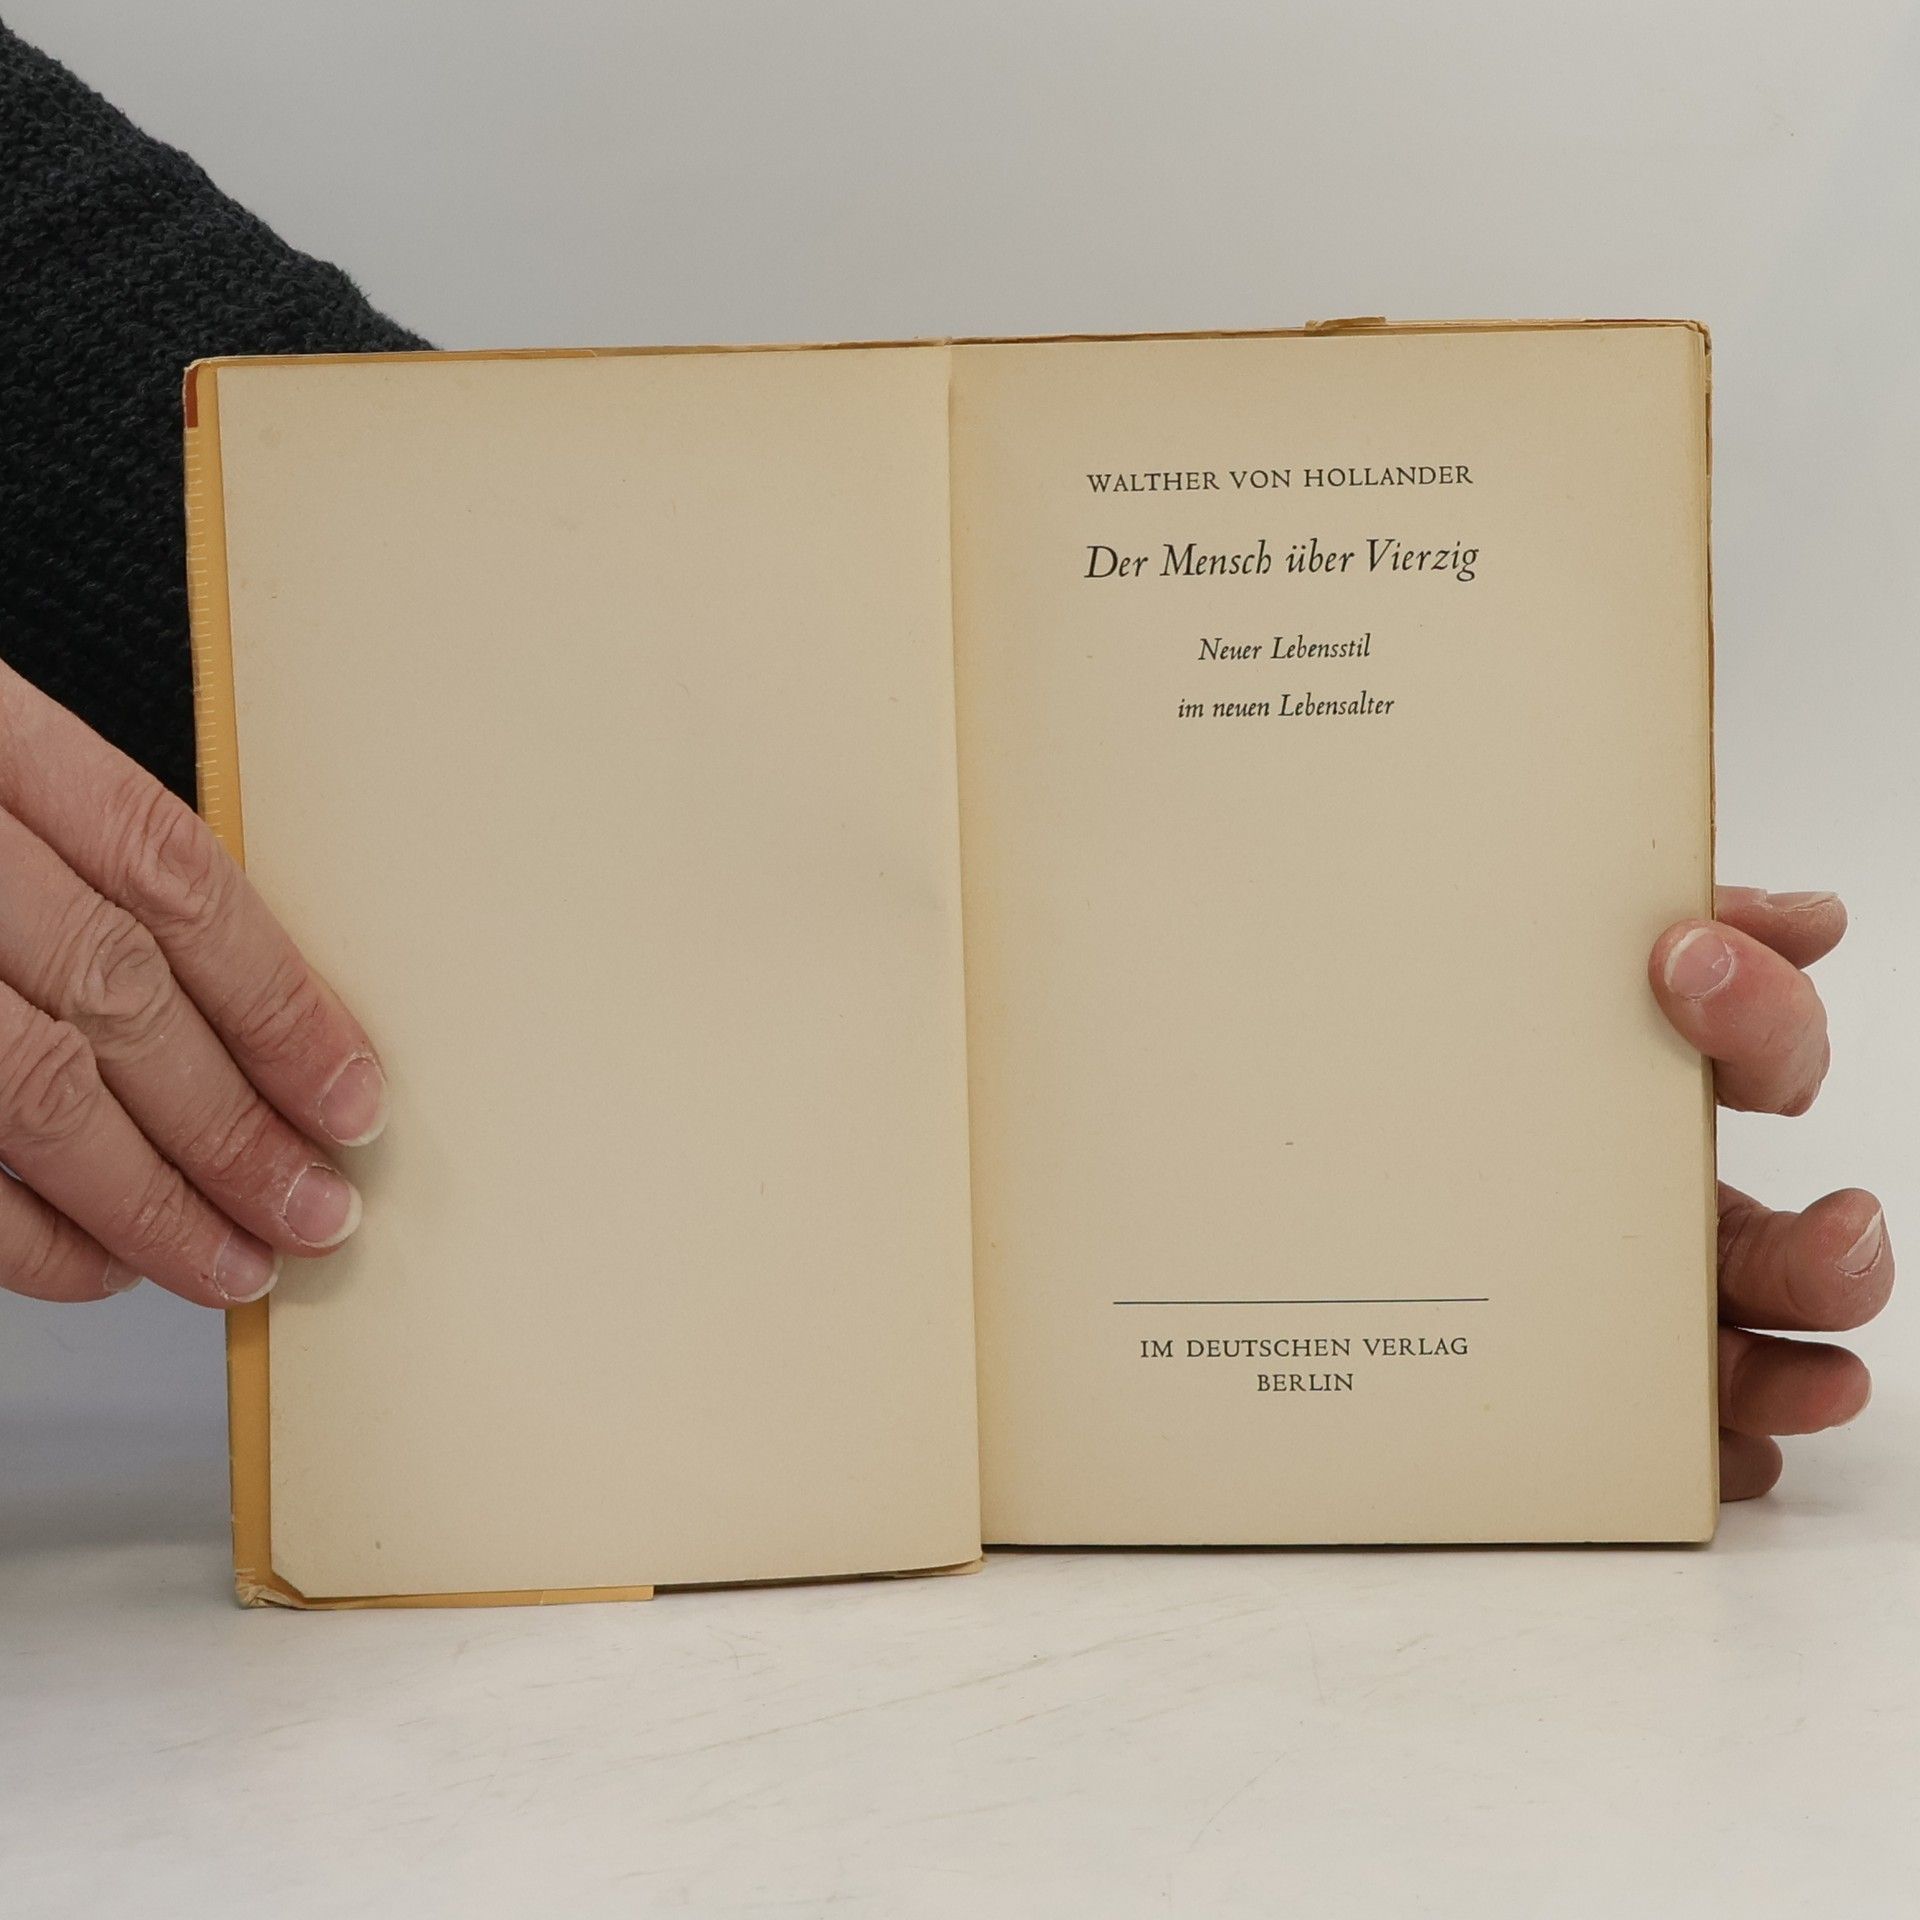 WALTHER VON HOLLANDER
Der Mensch über Vierzig
Neuer Lebensstil
im neuen Lebensalter
IM DEUTSCHEN VERLAG
BERLIN